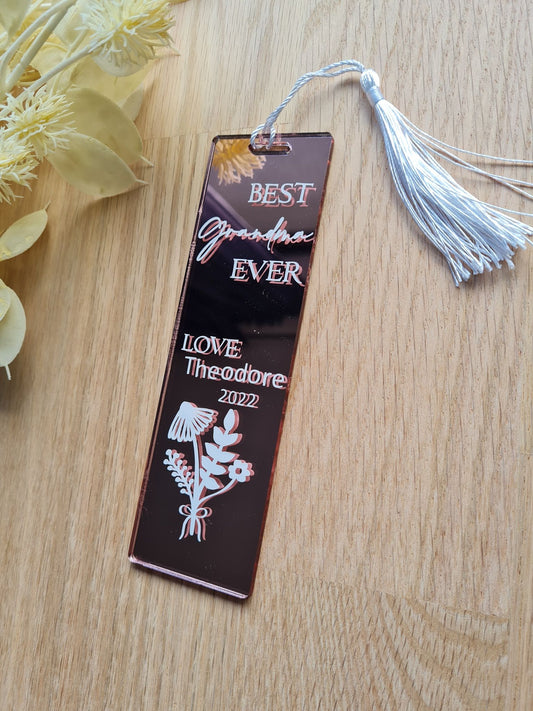 BEST
Grandma
EVER
LOVE
Theodore
2022